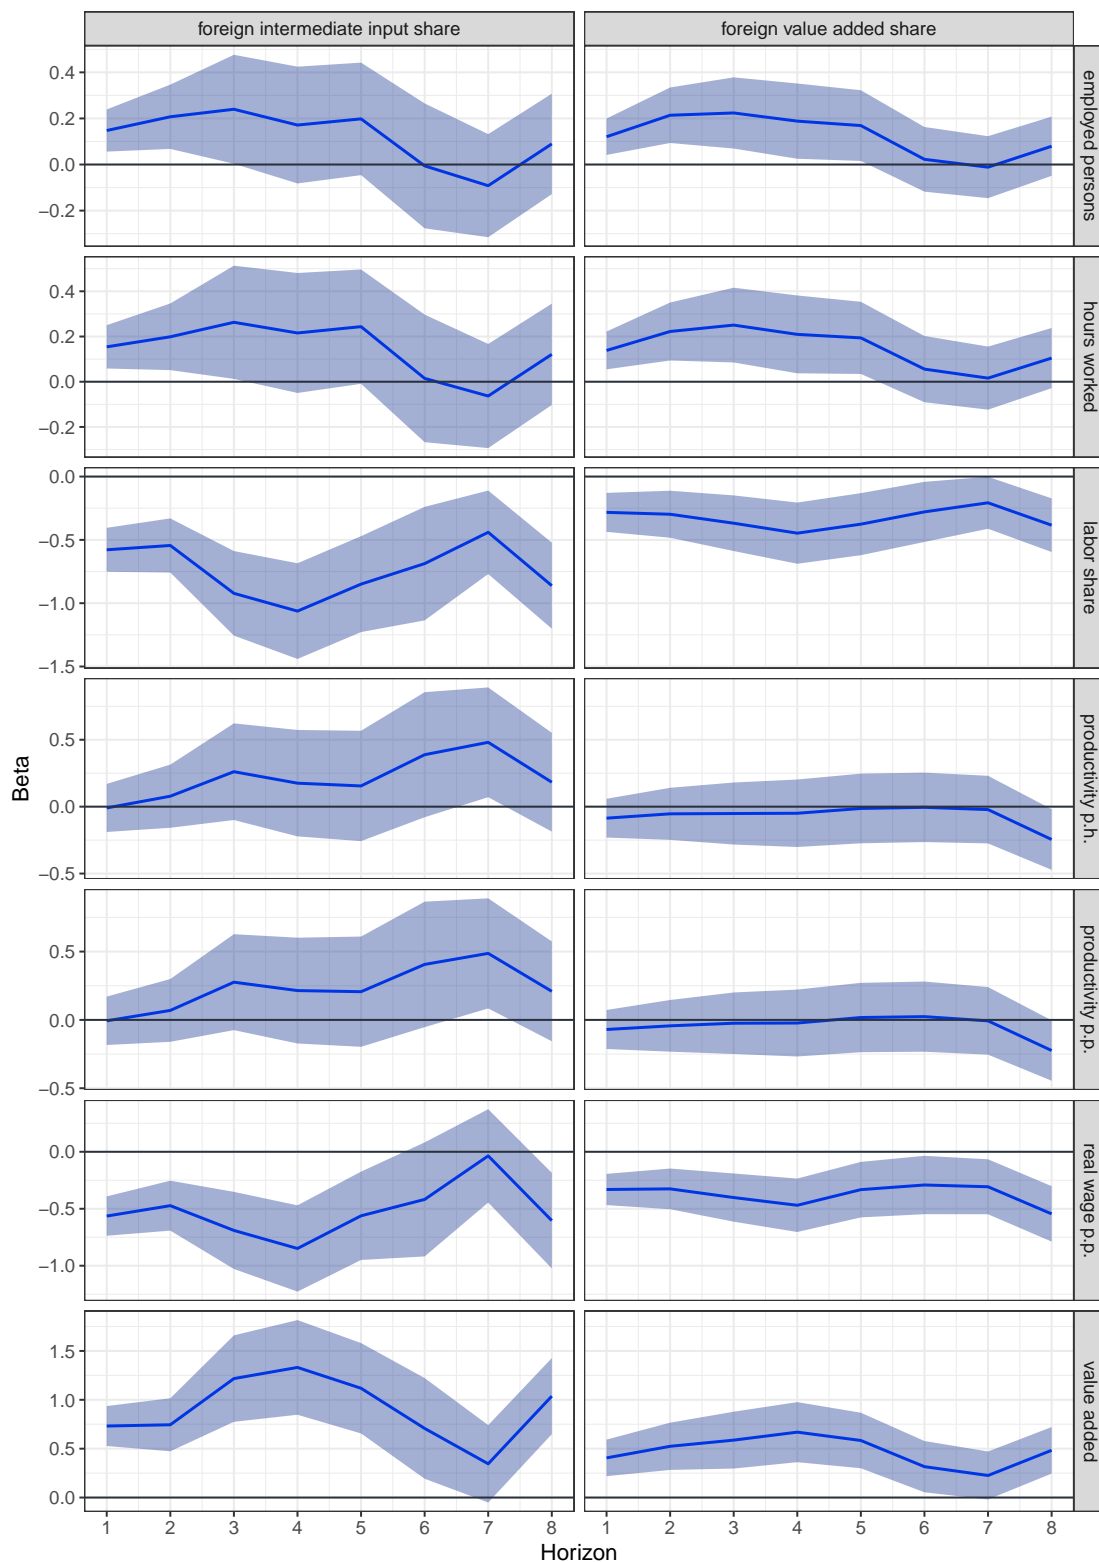 foreign intermediate input share
foreign value added share
0.4
0.2
0.0
−0.2
employed persons
0.4
0.2
0.0
−0.2
hours worked
0.0
−0.5
−1.0
−1.5
labor share
0.5
0.0
−0.5
productivity p.h.
0.5
0.0
−0.5
productivity p.p.
0.0
−0.5
−1.0
real wage p.p.
1.5
1.0
0.5
0.0
value added
Beta
1 2 3 4 5 6 7 8
1 2 3 4 5 6 7 8
Horizon